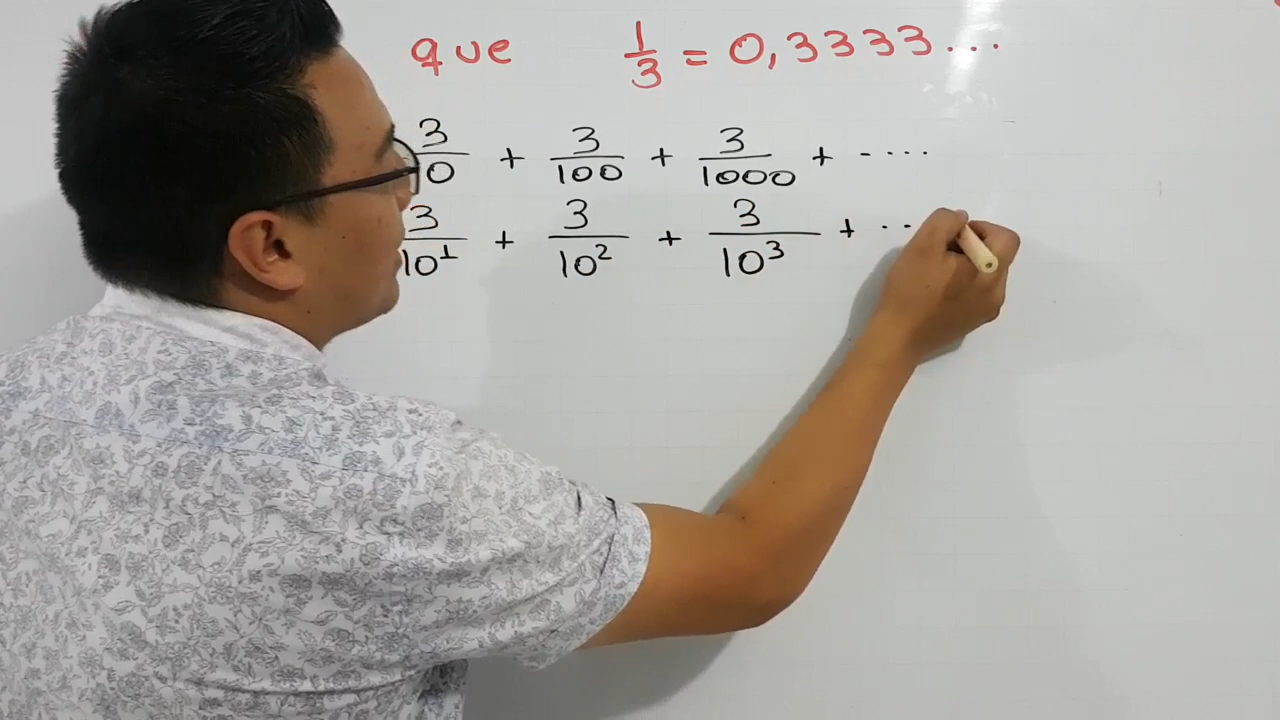 que 1/3 = 0,3333...
3/10 + 3/100 + 3/1000 + ....
3/10¹ + 3/10² + 3/10³ + ..